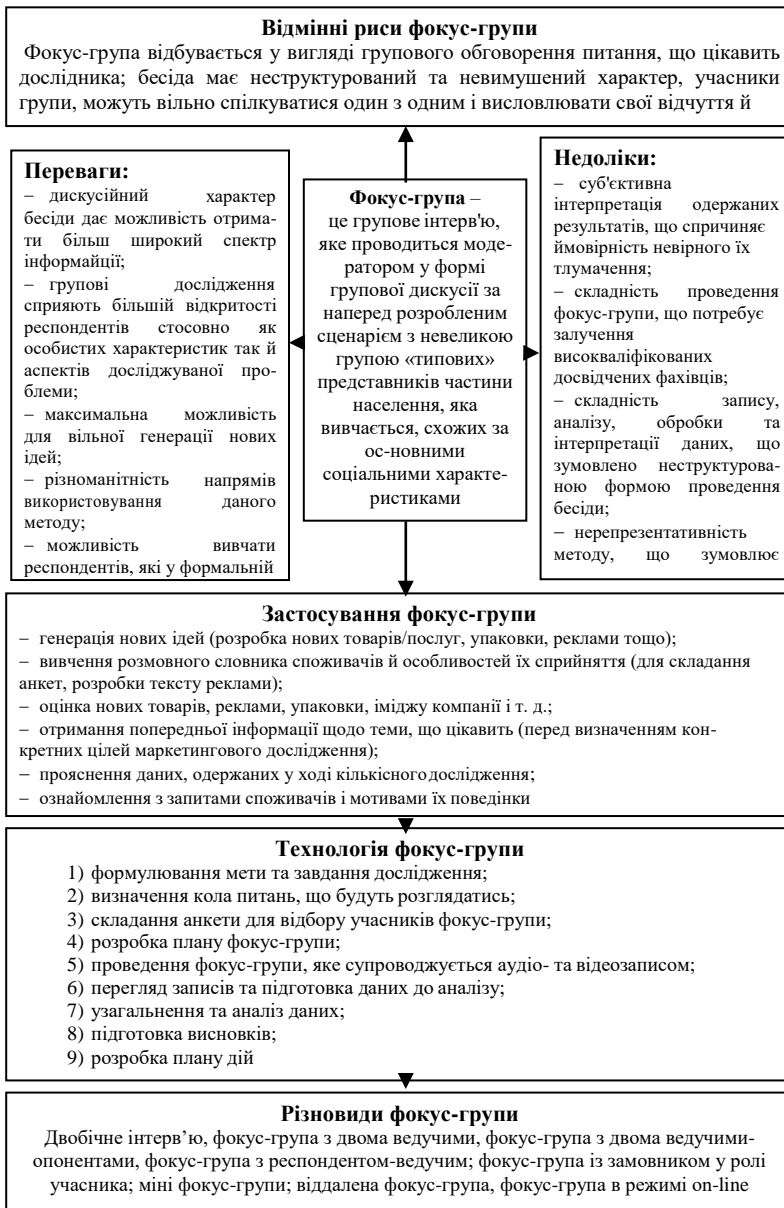 Відмінні риси фокус-групи
Фокус-група відбувається у вигляді групового обговорення питання, що цікавить
дослідника; бесіда має неструктурований та невимушений характер, учасники
групи, можуть вільно спілкуватися один з одним і висловлювати свої відчуття й
Переваги:
– дискусійний характер
бесіди дає можливість отрима-
ти більш широкий спектр
інформайції;
– групові дослідження
сприяють більшій відкритості
респондентів стосовно як
особистих характеристик так й
аспектів досліджуваної про-
блеми;
– максимальна можливість
для вільної генерації нових
ідей;
– різноманітність напрямів
використовування даного
методу;
– можливість вивчати
респондентів, які у формальній
Фокус-група –
це групове інтерв'ю,
яке проводиться моде-
ратором у формі
групової дискусії за
наперед розробленим
сценарієм з невеликою
групою «типових»
представників частини
населення, яка
вивчається, схожих за
ос-новними
соціальними характе-
ристиками
Недоліки:
– суб'єктивна
інтерпретація одержаних
результатів, що спричиняє
ймовірність невірного їх
тлумачення;
– складність проведення
фокус-групи, що потребує
залучення
висококваліфікованих
досвідчених фахівців;
– складність запису,
аналізу, обробки та
інтерпретації даних, що
зумовлено неструктурова-
ною формою проведення
бесіди;
– нерепрезентативність
методу, що зумовлює
Застосування фокус-групи
– генерація нових ідей (розробка нових товарів/послуг, упаковки, реклами тощо);
– вивчення розмовного словника споживачів й особливостей їх сприйняття (для складання
анкет, розробки тексту реклами);
– оцінка нових товарів, реклами, упаковки, іміджу компанії і т. д.;
– отримання попередньої інформації щодо теми, що цікавить (перед визначенням кон-
кретних цілей маркетингового дослідження);
– прояснення даних, одержаних у ході кількісного дослідження;
– ознайомлення з запитами споживачів і мотивами їх поведінки
Технологія фокус-групи
1) формулювання мети та завдання дослідження;
2) визначення кола питань, що будуть розглядатись;
3) складання анкети для відбору учасників фокус-групи;
4) розробка плану фокус-групи;
5) проведення фокус-групи, яке супроводжується аудіо- та відеозаписом;
6) перегляд записів та підготовка даних до аналізу;
7) узагальнення та аналіз даних;
8) підготовка висновків;
9) розробка плану дій
Різновиди фокус-групи
Двобічне інтерв’ю, фокус-група з двома ведучими, фокус-група з двома ведучими-
опонентами, фокус-група з респондентом-ведучим; фокус-група із замовником у ролі
учасника; міні фокус-групи; віддалена фокус-група, фокус-група в режимі on-line